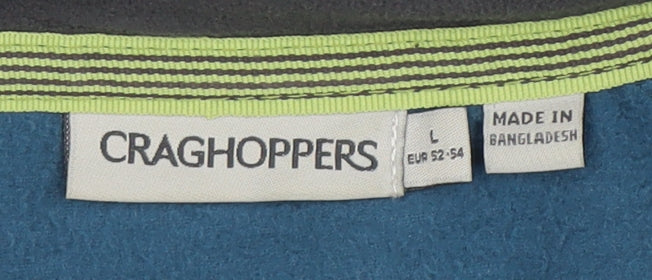 CRAGHOPPERS
L
EUR 52-54
MADE IN
BANGLADESH